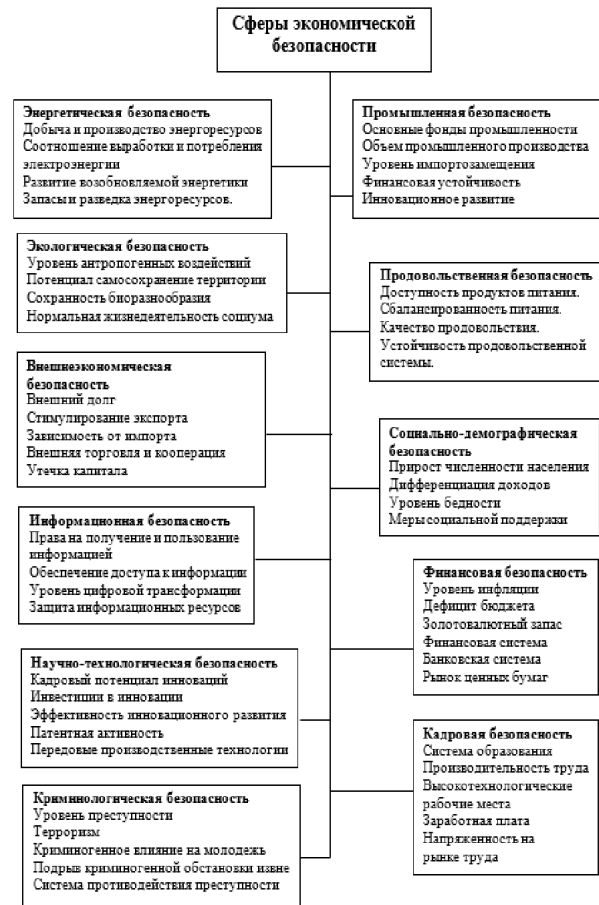 Сферы экономической
безопасности
Энергетическая безопасность
Добыча и производство энергоресурсов
Соотношение выработки и потребления
электроэнергии
Развитие возобновляемой энергетики
Запасы и разведка энергоресурсов.
Промышленная безопасность
Основные фонды промышленности
Объем промышленного производства
Уровень импортозамещения
Финансовая устойчивость
Инновационное развитие
Экологическая безопасность
Уровень антропогенных воздействий
Потенциал самосохранение территории
Сохранность биоразнообразия
Нормальная жизнедеятельность социума
Продовольственная безопасность
Доступность продуктов питания.
Сбалансированность питания.
Качество продовольствия.
Устойчивость продовольственной
системы.
Внешнеэкономическая
безопасность
Внешний долг
Стимулирование экспорта
Зависимость от импорта
Внешняя торговля и кооперация
Утечка капитала
Социально-демографическая
безопасность
Прирост численности населения
Дифференциация доходов
Уровень бедности
Меры социальной поддержки
Информационная безопасность
Права на получение и пользование
информацией
Обеспечение доступа к информации
Уровень цифровой трансформации
Защита информационных ресурсов
Финансовая безопасность
Уровень инфляции
Дефицит бюджета
Золотовалютный запас
Финансовая система
Банковская система
Рынок ценных бумаг
Научно-технологическая безопасность
Кадровый потенциал инноваций
Инвестиции в инновации
Эффективность инновационного развития
Патентная активность
Передовые производственные технологии
Кадровая безопасность
Система образования
Производительность труда
Высокотехнологические
рабочие места
Заработная плата
Напряженность на
рынке труда
Криминологическая безопасность
Уровень преступности
Терроризм
Криминогенное влияние на молодежь
Подрыв криминогенной обстановки извне
Система противодействия преступности